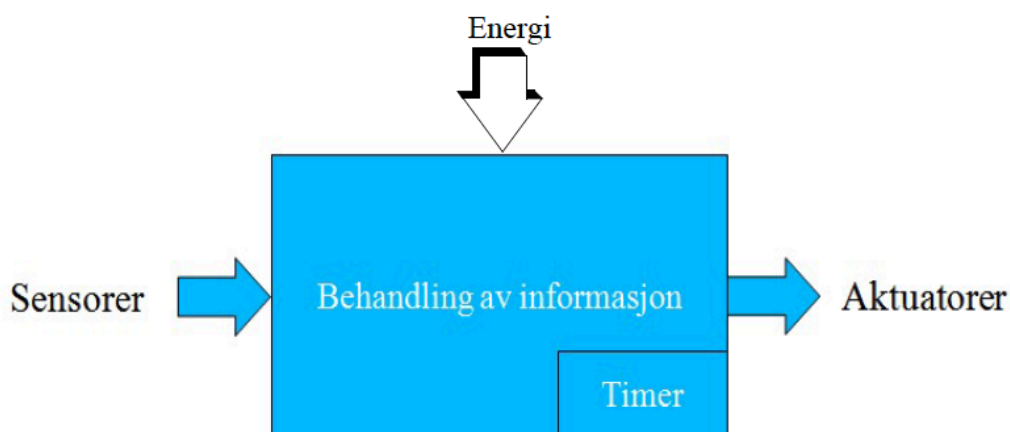 Energi
Sensorer
Behandling av informasjon
Aktuatorer
Timer